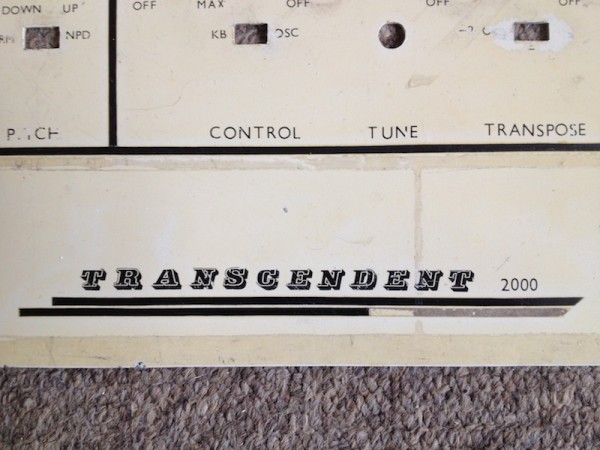 DOWN UP OFF MAX OFF OFF OFF
NPD KB OSC
CONTROL TUNE TRANSPOSE
TRANSCENDENT 2000